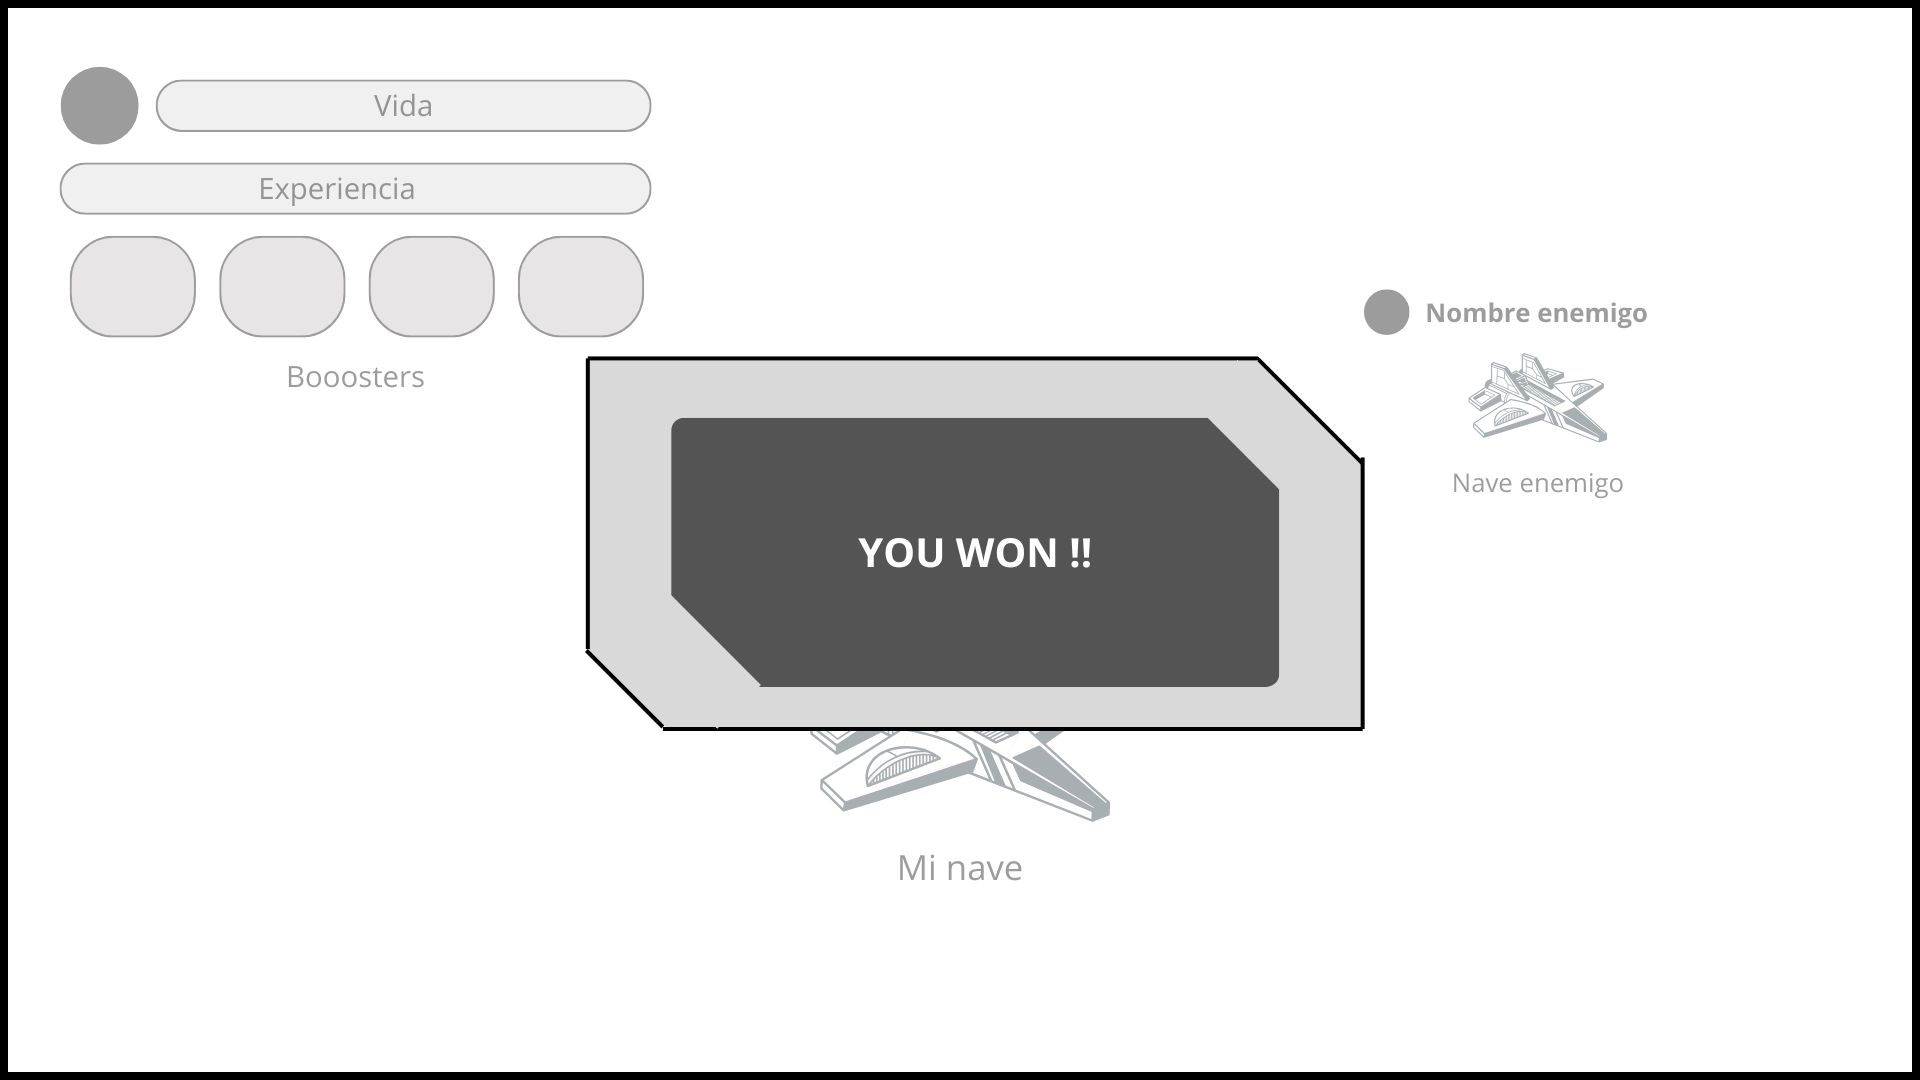 Vida
Experiencia
Booosters
Nombre enemigo
Nave enemigo
YOU WON !!
Mi nave